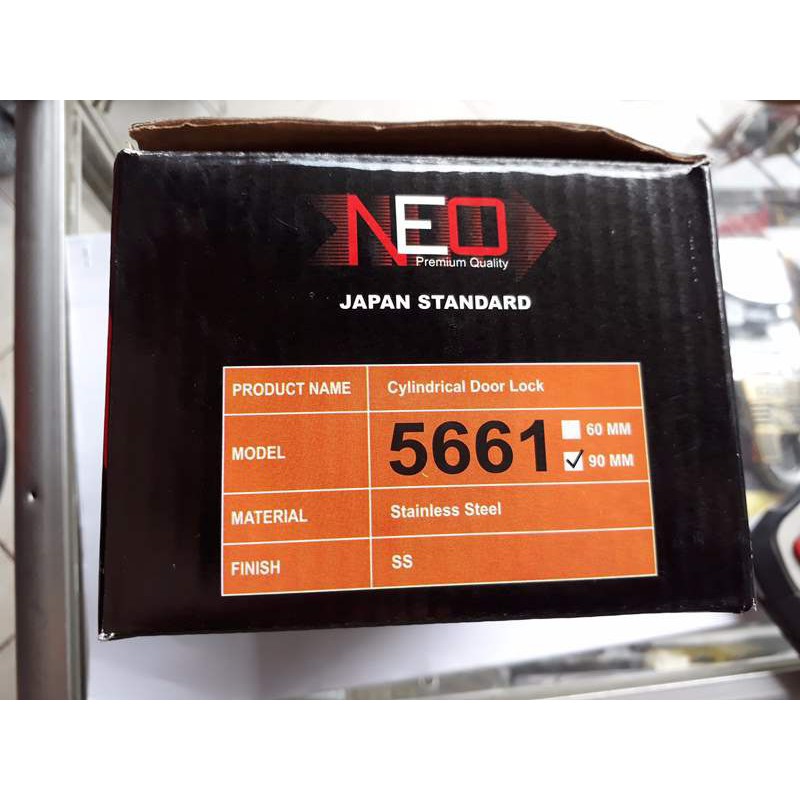 NEO
Premium Quality
JAPAN STANDARD
PRODUCT NAME Cylindrical Door Lock
MODEL 5661 60 MM
90 MM
MATERIAL Stainless Steel
FINISH SS